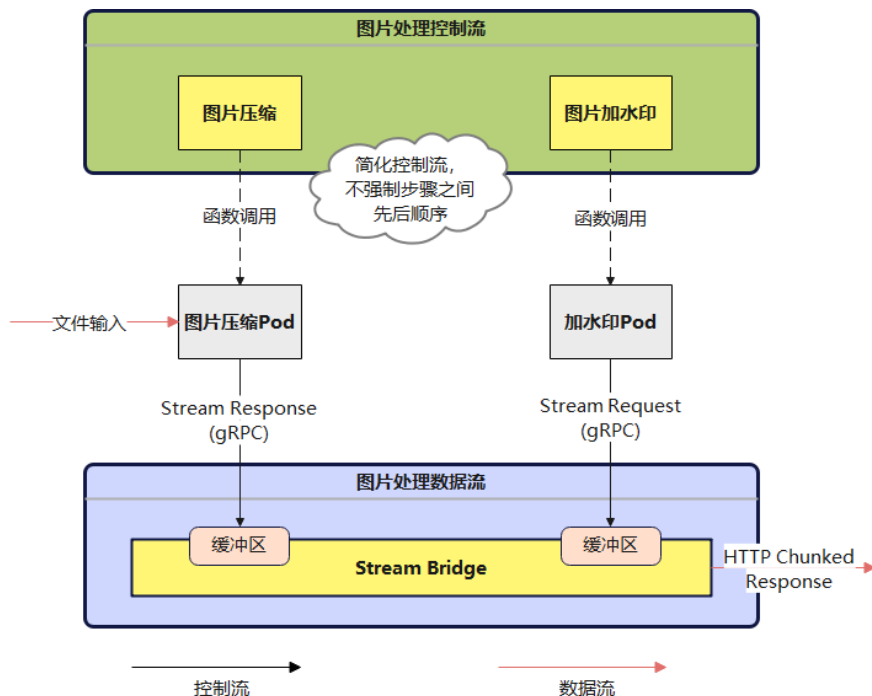 图片处理控制流
图片压缩
图片加水印
简化控制流，
不强制步骤之间
先后顺序
函数调用
函数调用
文件输入
图片压缩Pod
加水印Pod
Stream Response
(gRPC)
Stream Request
(gRPC)
图片处理数据流
缓冲区
缓冲区
Stream Bridge
HTTP Chunked
Response
控制流
数据流